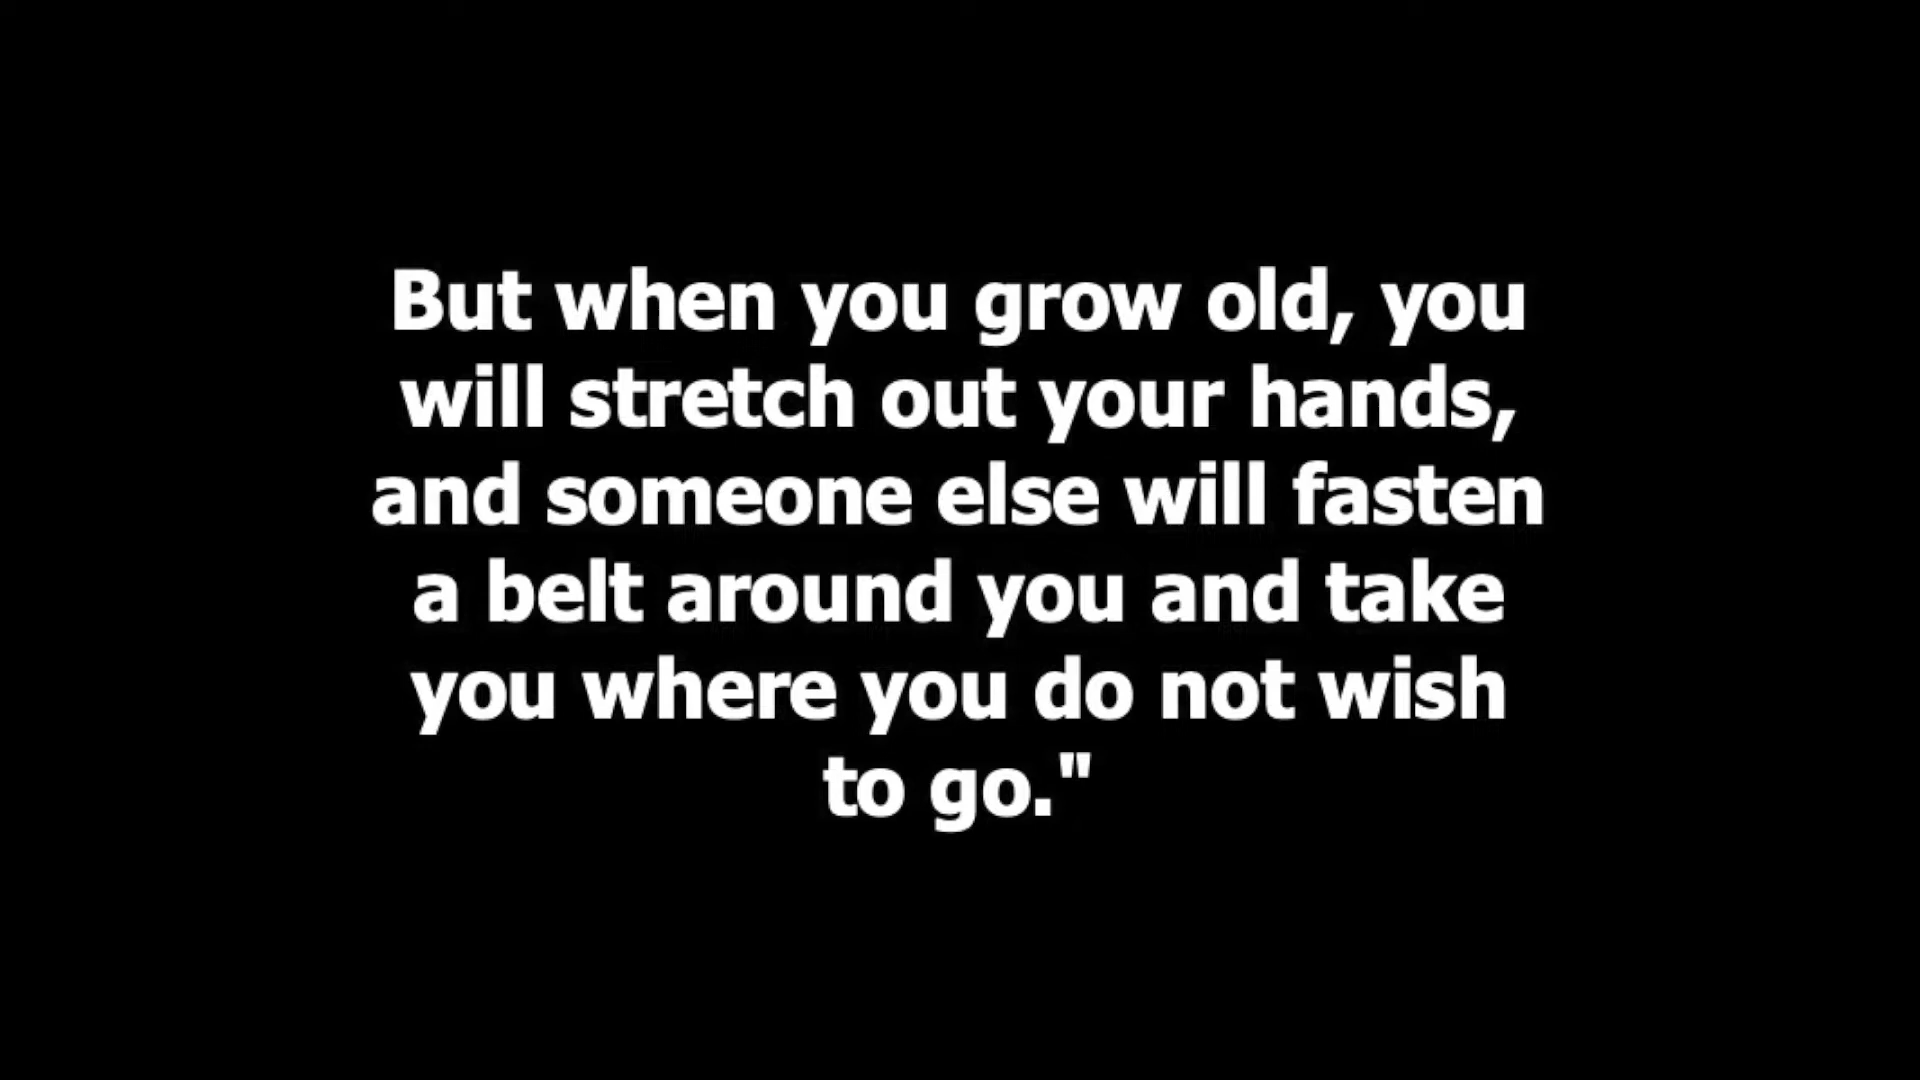 But when you grow old, you
will stretch out your hands,
and someone else will fasten
a belt around you and take
you where you do not wish
to go."